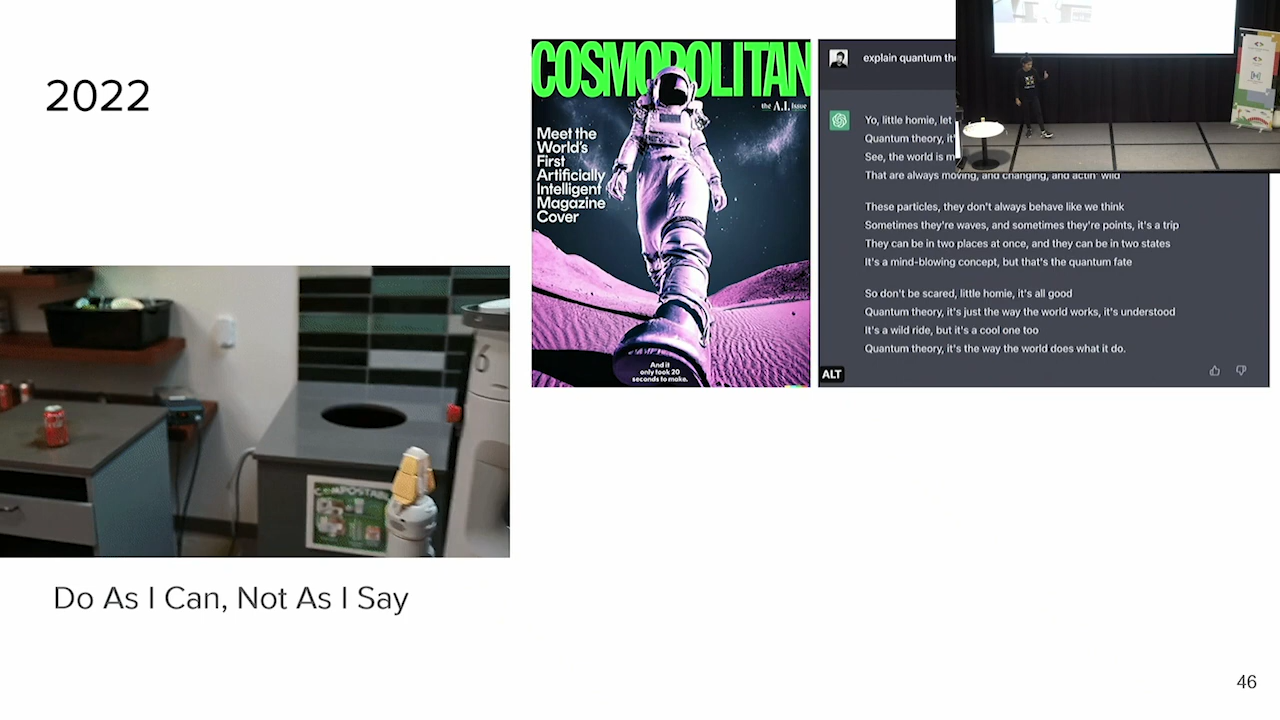 2022
COSMOPOLITAN
the A.I. Issue
Meet the
World's
First
Artificially
Intelligent
Magazine
Cover
And it
only took 20
seconds to make.
explain quantum
Yo, little homie, let
Quantum theory, it'
See, the world is
That are always moving, and changing, and actin' wild
These particles, they don't always behave like we think
Sometimes they're waves, and sometimes they're points, it's a trip
They can be in two places at once, and they can be in two states
It's a mind-blowing concept, but that's the quantum fate
So don't be scared, little homie, it's all good
Quantum theory, it's just the way the world works, it's understood
It's a wild ride, but it's a cool one too
Quantum theory, it's the way the world does what it do.
ALT
Do As I Can, Not As I Say
46